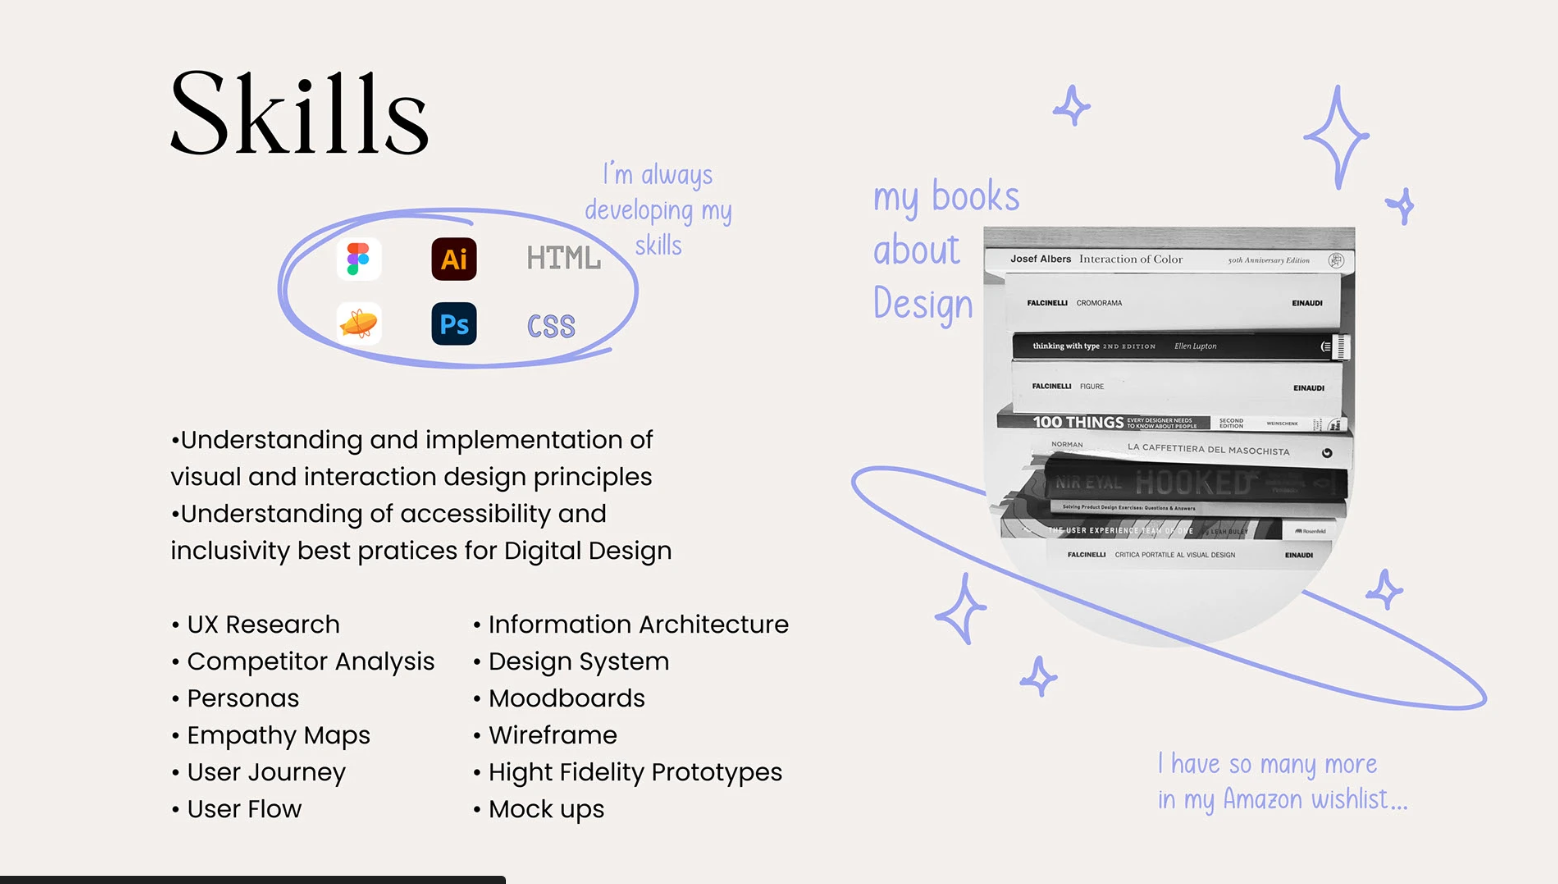 Skills
I'm always
developing my
skills
Ai
HTML
Ps
CSS
•Understanding and implementation of
visual and interaction design principles
•Understanding of accessibility and
inclusivity best pratices for Digital Design
• UX Research
• Competitor Analysis
• Personas
• Empathy Maps
• User Journey
• User Flow
• Information Architecture
• Design System
• Moodboards
• Wireframe
• Hight Fidelity Prototypes
• Mock ups
my books
about
Design
Josef Albers Interaction of Color 50th Anniversary Edition
FALCINELLI CROMORAMA EINAUDI
thinking with type 2ND EDITION Ellen Lupton
FALCINELLI FIGURE EINAUDI
100 THINGS EVERY DESIGNER NEEDS
TO KNOW ABOUT PEOPLE
SECOND
EDITION
WEINSCHENK
NORMAN LA CAFFETTIERA DEL MASOCHISTA
NIR EYAL HOOKED
Solving Product Design Exercises: Questions & Answers
THE USER EXPERIENCE TEAM OF ONE by LEAH BULEY Rosenfeld
FALCINELLI CRITICA PORTATILE AL VISUAL DESIGN EINAUDI
I have so many more
in my Amazon wishlist...